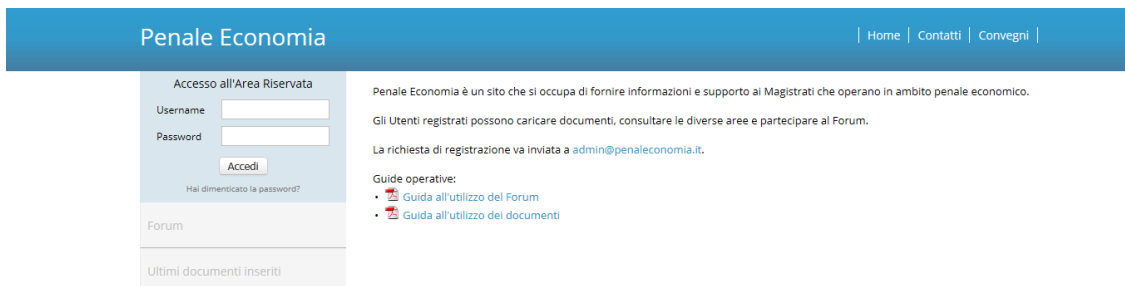 Penale Economia
Home
Contatti
Convegni
Accesso all'Area Riservata
Username
Password
Accedi
Hai dimenticato la password?
Forum
Ultimi documenti inseriti
Penale Economia è un sito che si occupa di fornire informazioni e supporto ai Magistrati che operano in ambito penale economico.
Gli Utenti registrati possono caricare documenti, consultare le diverse aree e partecipare al Forum.
La richiesta di registrazione va inviata a admin@penaleconomia.it.
Guide operative:
• Guida all'utilizzo del Forum
• Guida all'utilizzo dei documenti